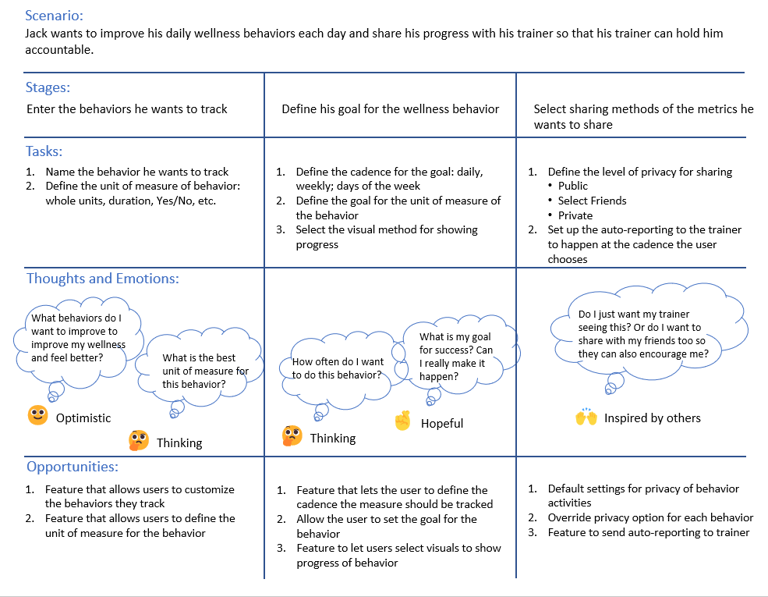 Scenario:
Jack wants to improve his daily wellness behaviors each day and share his progress with his trainer so that his trainer can hold him
accountable.
Stages:
Enter the behaviors he wants to track
Define his goal for the wellness behavior
Select sharing methods of the metrics he
wants to share
Tasks:
1. Name the behavior he wants to track
2. Define the unit of measure of behavior:
whole units, duration, Yes/No, etc.
1. Define the cadence for the goal: daily,
weekly; days of the week
2. Define the goal for the unit of measure of
the behavior
3. Select the visual method for showing
progress
1. Define the level of privacy for sharing
• Public
• Select Friends
• Private
2. Set up the auto-reporting to the trainer
to happen at the cadence the user
chooses
Thoughts and Emotions:
What behaviors do I
want to improve to
improve my wellness
and feel better?
What is the best
unit of measure for
this behavior?
Optimistic
Thinking
How often do I want
to do this behavior?
What is my goal
for success? Can
I really make it
happen?
Thinking
Hopeful
Do I just want my trainer
seeing this? Or do I want to
share with my friends too so
they can also encourage me?
Inspired by others
Opportunities:
1. Feature that allows users to customize
the behaviors they track
2. Feature that allows users to define the
unit of measure for the behavior
1. Feature that lets the user to define the
cadence the measure should be tracked
2. Allow the user to set the goal for the
behavior
3. Feature to let users select visuals to show
progress of behavior
1. Default settings for privacy of behavior
activities
2. Override privacy option for each behavior
3. Feature to send auto-reporting to trainer